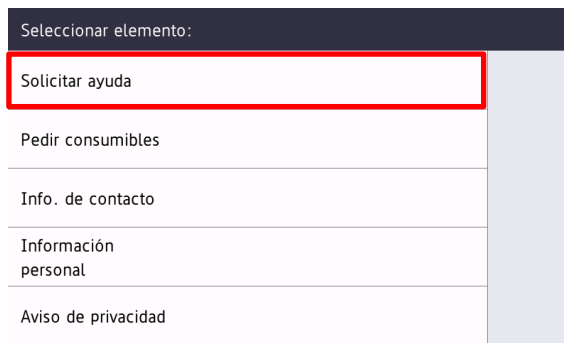 Seleccionar elemento:
Solicitar ayuda
Pedir consumibles
Info. de contacto
Información
personal
Aviso de privacidad